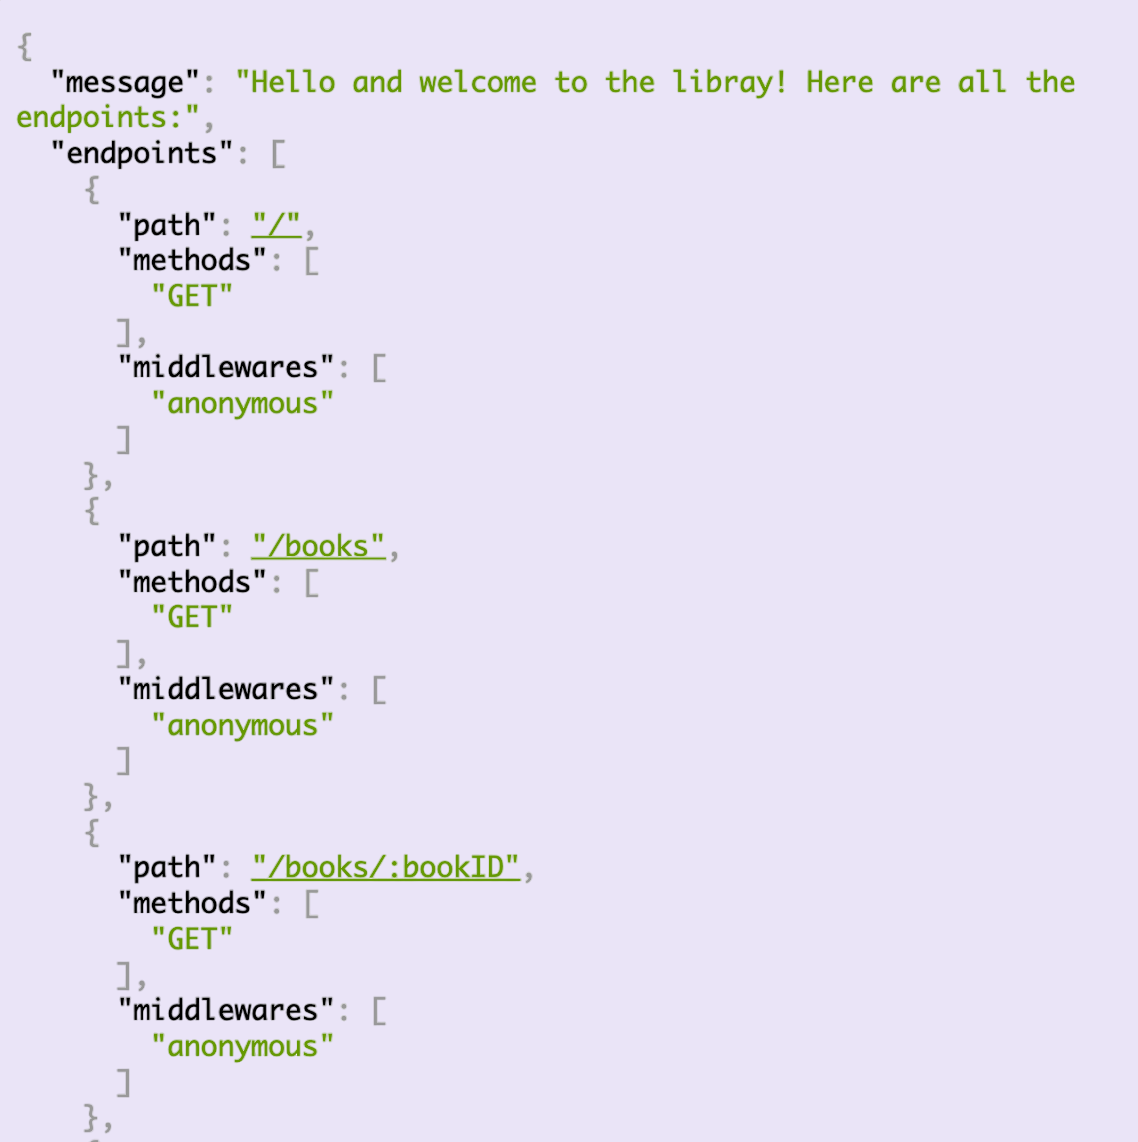 {
  "message": "Hello and welcome to the libray! Here are all the
endpoints:",
  "endpoints": [
    {
      "path": "/",
      "methods": [
        "GET"
      ],
      "middlewares": [
        "anonymous"
      ]
    },
    {
      "path": "/books",
      "methods": [
        "GET"
      ],
      "middlewares": [
        "anonymous"
      ]
    },
    {
      "path": "/books/:bookID",
      "methods": [
        "GET"
      ],
      "middlewares": [
        "anonymous"
      ]
    },